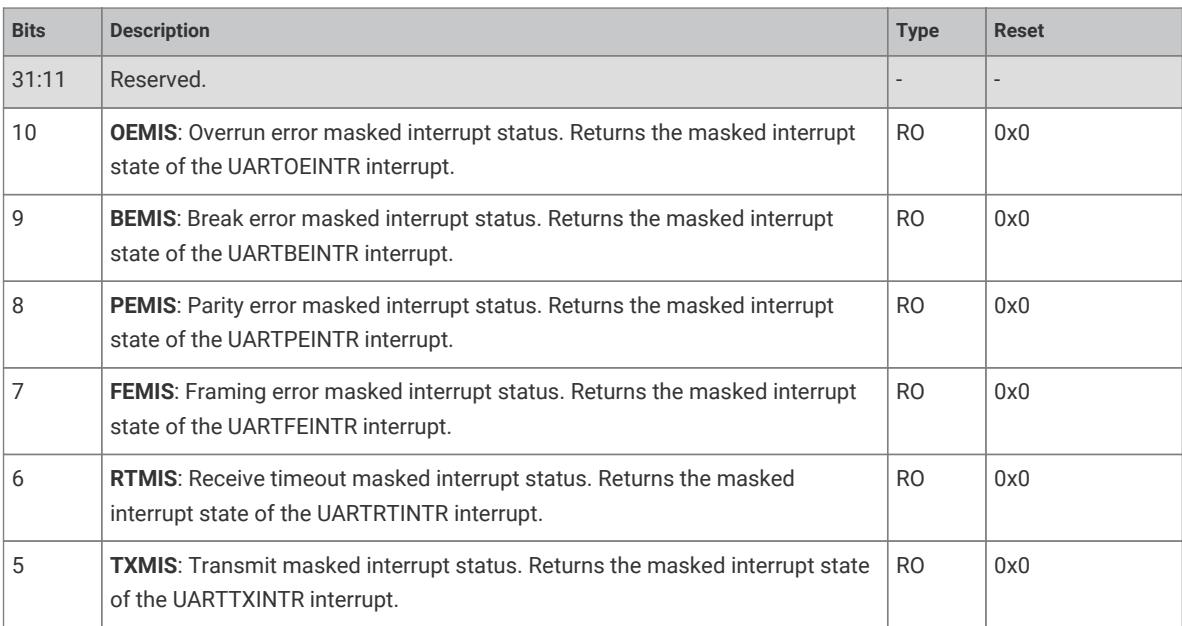 Bits Description Type Reset
31:11 Reserved. - -
10 OEMIS: Overrun error masked interrupt status. Returns the masked interrupt RO 0x0
state of the UARTOEINTR interrupt.
9 BEMIS: Break error masked interrupt status. Returns the masked interrupt RO 0x0
state of the UARTBEINTR interrupt.
8 PEMIS: Parity error masked interrupt status. Returns the masked interrupt RO 0x0
state of the UARTPEINTR interrupt.
7 FEMIS: Framing error masked interrupt status. Returns the masked interrupt RO 0x0
state of the UARTFEINTR interrupt.
6 RTMIS: Receive timeout masked interrupt status. Returns the masked RO 0x0
interrupt state of the UARTRTINTR interrupt.
5 TXMIS: Transmit masked interrupt status. Returns the masked interrupt state RO 0x0
of the UARTTXINTR interrupt.